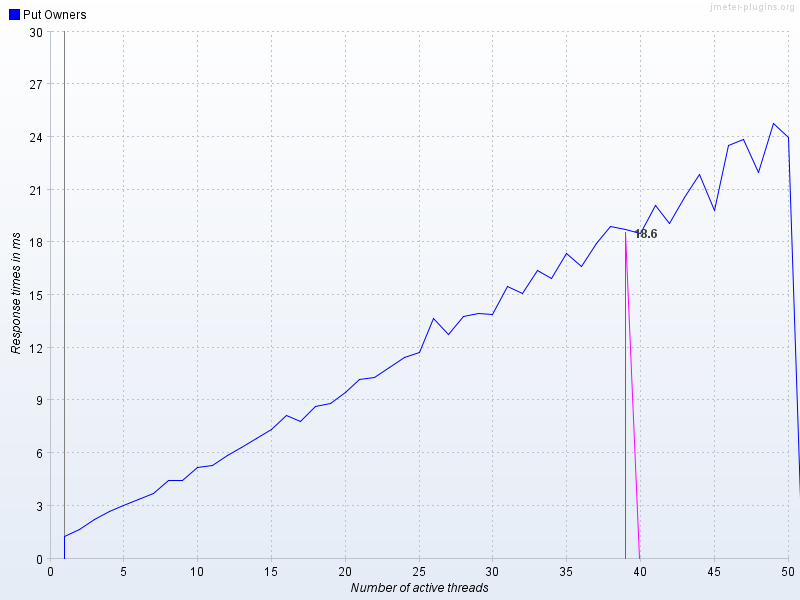 jmeter-plugins.org
Put Owners
30
27
24
21
18
15
12
9
6
3
0
Response times in ms
18.6
0 5 10 15 20 25 30 35 40 45 50
Number of active threads